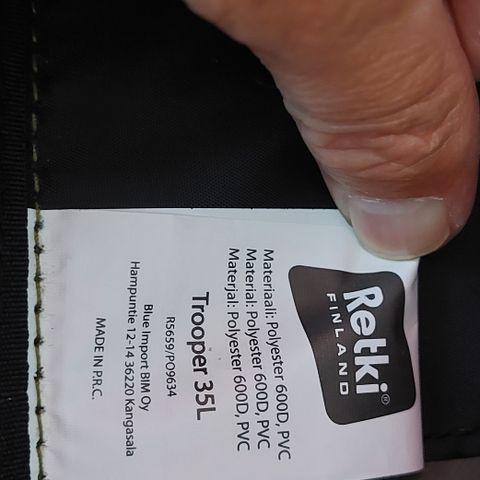 Retki®
FINLAND
Materiaali: Polyester 600D, PVC
Material: Polyester 600D, PVC
Materjal: Polyester 600D, PVC
Trooper 35L
R5659/PO9634
Blue Import BIM Oy
Hampuntie 12-14 36220 Kangasala
MADE IN P.R.C.